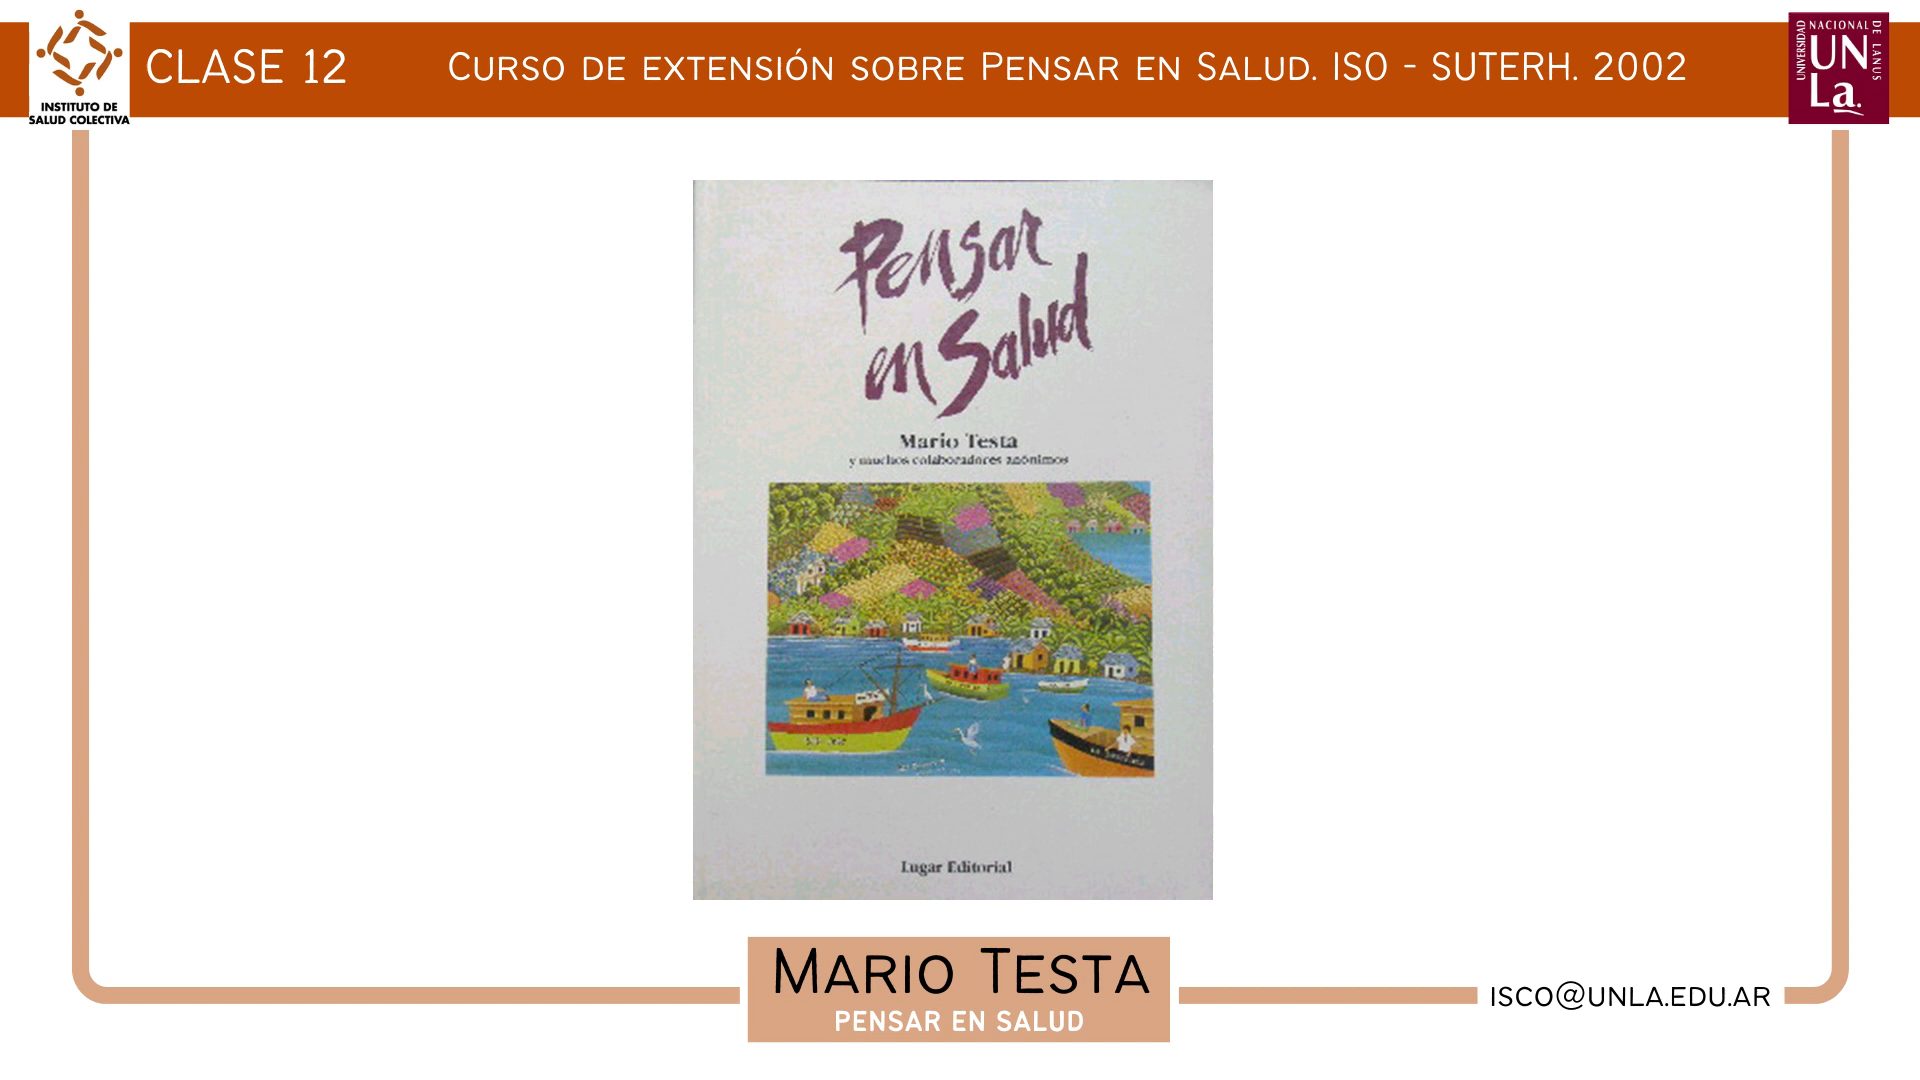 INSTITUTO DE
SALUD COLECTIVA
CLASE 12
CURSO DE EXTENSIÓN SOBRE PENSAR EN SALUD. ISO - SUTERH. 2002
UNIVERSIDAD NACIONAL DE LANUS
UN
La.
Pensar
en Salud
Mario Testa
y muchos colaboradores anónimos
Lugar Editorial
MARIO TESTA
PENSAR EN SALUD
ISCO@UNLA.EDU.AR